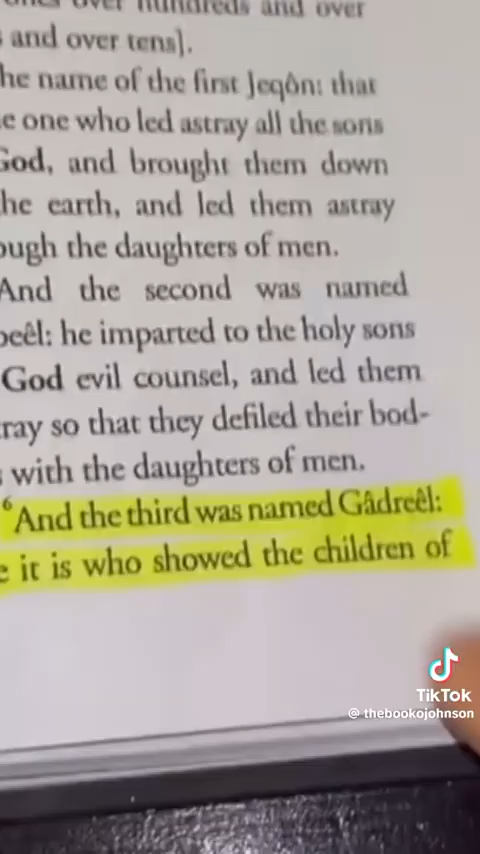 over hundreds and over
and over tens].
he name of the first Jeqôn: that
e one who led astray all the sons
God, and brought them down
he earth, and led them astray
ough the daughters of men.
And the second was named
beêl: he imparted to the holy sons
God evil counsel, and led them
ray so that they defiled their bod-
with the daughters of men.
6And the third was named Gâdreêl:
e it is who showed the children of
TikTok
@ thebookojohnson